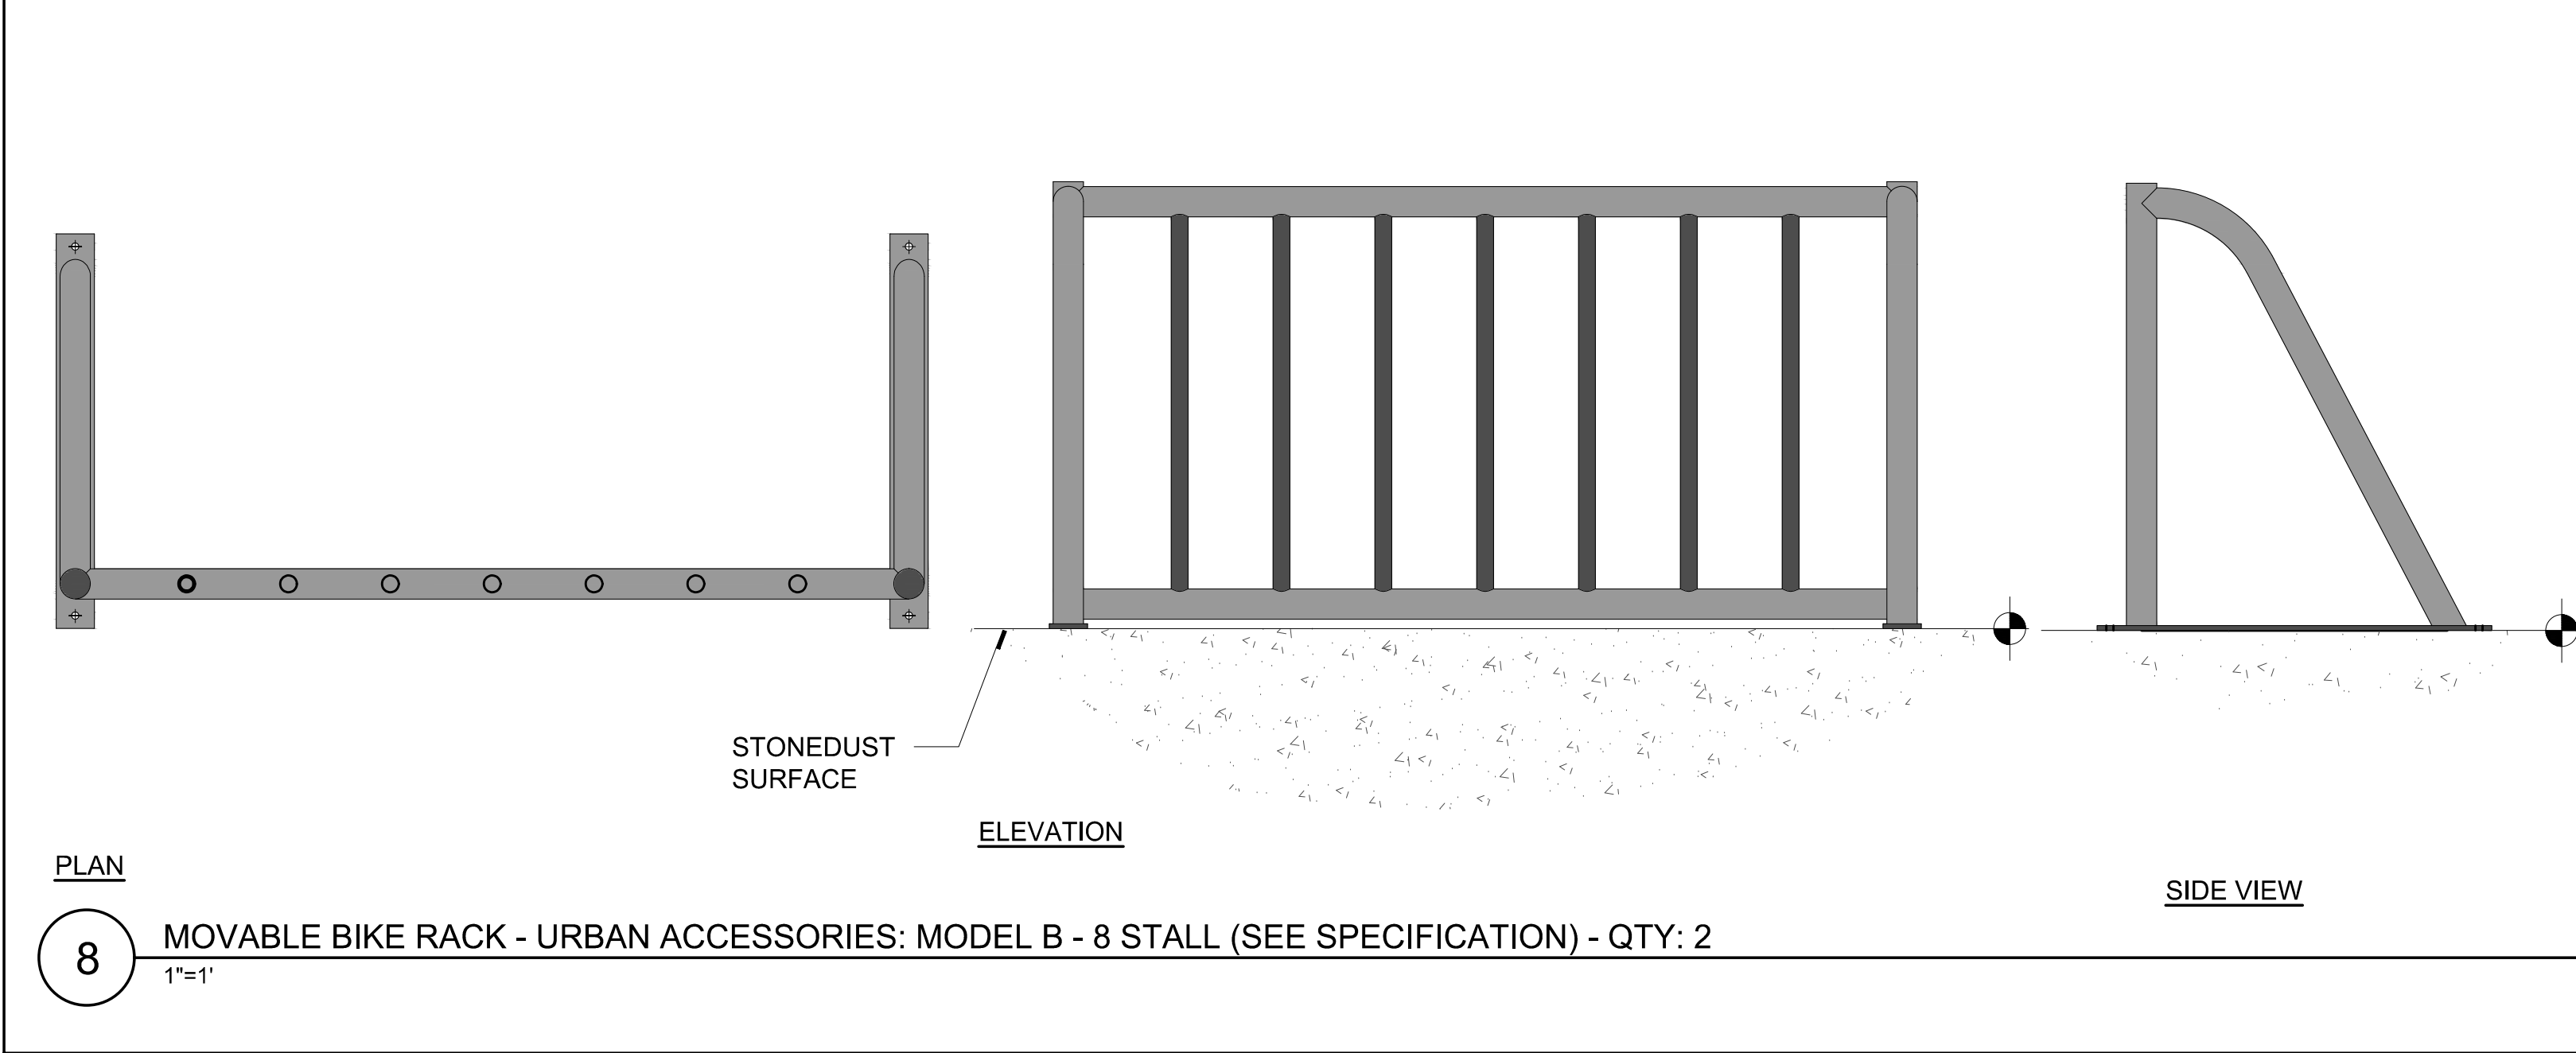 STONEDUST
SURFACE
ELEVATION
PLAN
SIDE VIEW
8
MOVABLE BIKE RACK - URBAN ACCESSORIES: MODEL B - 8 STALL (SEE SPECIFICATION) - QTY: 2
1"=1'